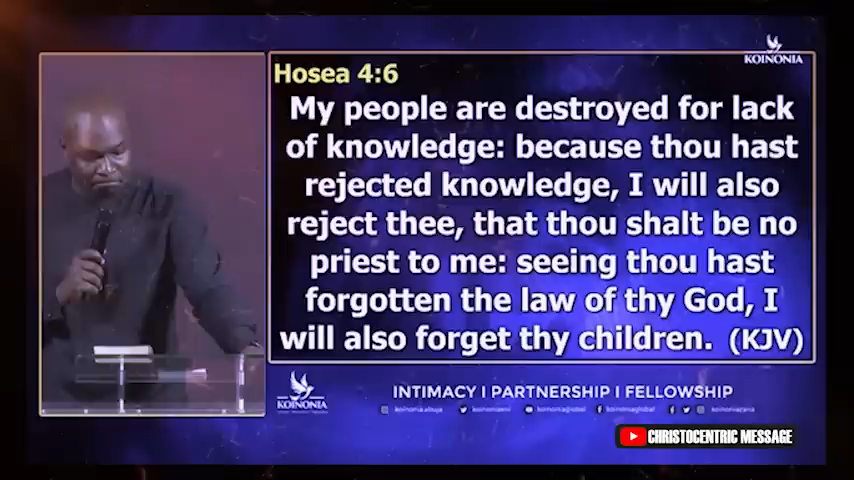 KOINONIA
Hosea 4:6
My people are destroyed for lack
of knowledge: because thou hast
rejected knowledge, I will also
reject thee, that thou shalt be no
priest to me: seeing thou hast
forgotten the law of thy God, I
will also forget thy children. (KJV)
KOINONIA
INTIMACY I PARTNERSHIP I FELLOWSHIP
CHRISTOCENTRIC MESSAGE